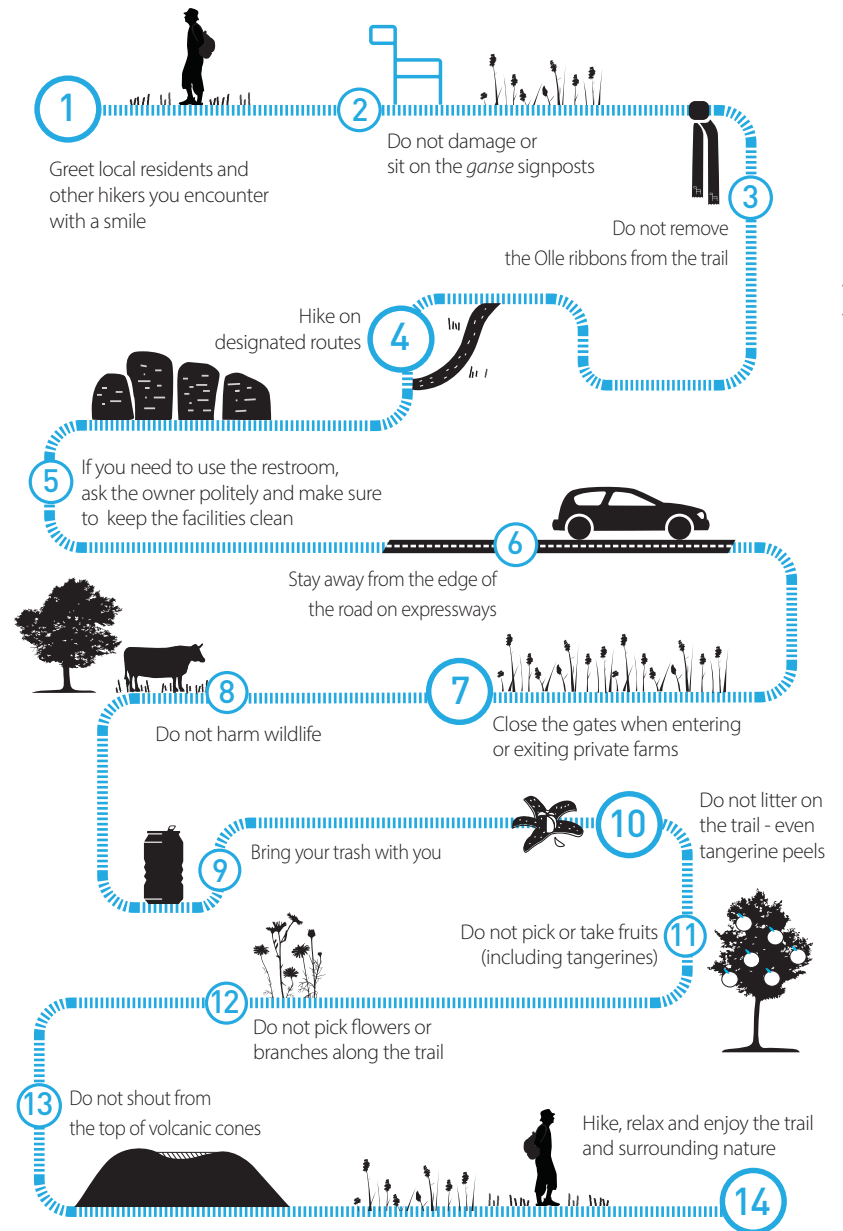 1
Greet local residents and
other hikers you encounter
with a smile
2
Do not damage or
sit on the ganse signposts
3
Do not remove
the Olle ribbons from the trail
4
Hike on
designated routes
5
If you need to use the restroom,
ask the owner politely and make sure
to keep the facilities clean
6
Stay away from the edge of
the road on expressways
7
Close the gates when entering
or exiting private farms
8
Do not harm wildlife
9
Bring your trash with you
10
Do not litter on
the trail - even
tangerine peels
11
Do not pick or take fruits
(including tangerines)
12
Do not pick flowers or
branches along the trail
13
Do not shout from
the top of volcanic cones
14
Hike, relax and enjoy the trail
and surrounding nature